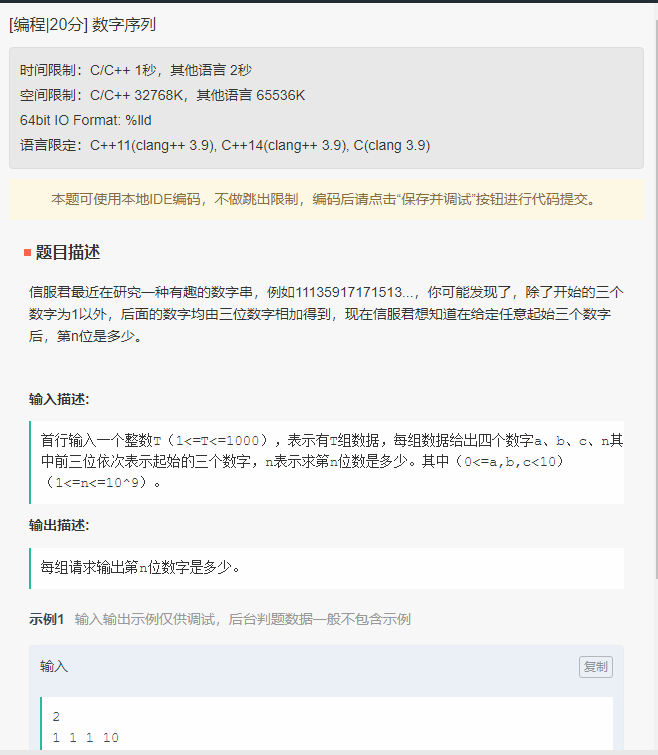 [编程|20分] 数字序列
时间限制：C/C++ 1秒，其他语言 2秒
空间限制：C/C++ 32768K，其他语言 65536K
64bit IO Format: %lld
语言限定：C++11(clang++ 3.9), C++14(clang++ 3.9), C(clang 3.9)
本题可使用本地IDE编码，不做跳出限制，编码后请点击“保存并调试”按钮进行代码提交。
题目描述
信服君最近在研究一种有趣的数字串，例如11135917171513...，你可能发现了，除了开始的三个
数字为1以外，后面的数字均由三位数字相加得到，现在信服君想知道在给定任意起始三个数字
后，第n位是多少。
输入描述:
首行输入一个整数T（1<=T<=1000），表示有T组数据，每组数据给出四个数字a、b、c、n其
中前三位依次表示起始的三个数字，n表示求第n位数是多少。其中（0<=a,b,c<10）
（1<=n<=10^9）。
输出描述:
每组请求输出第n位数字是多少。
示例1 输入输出示例仅供调试，后台判题数据一般不包含示例
输入
复制
2
1 1 1 10